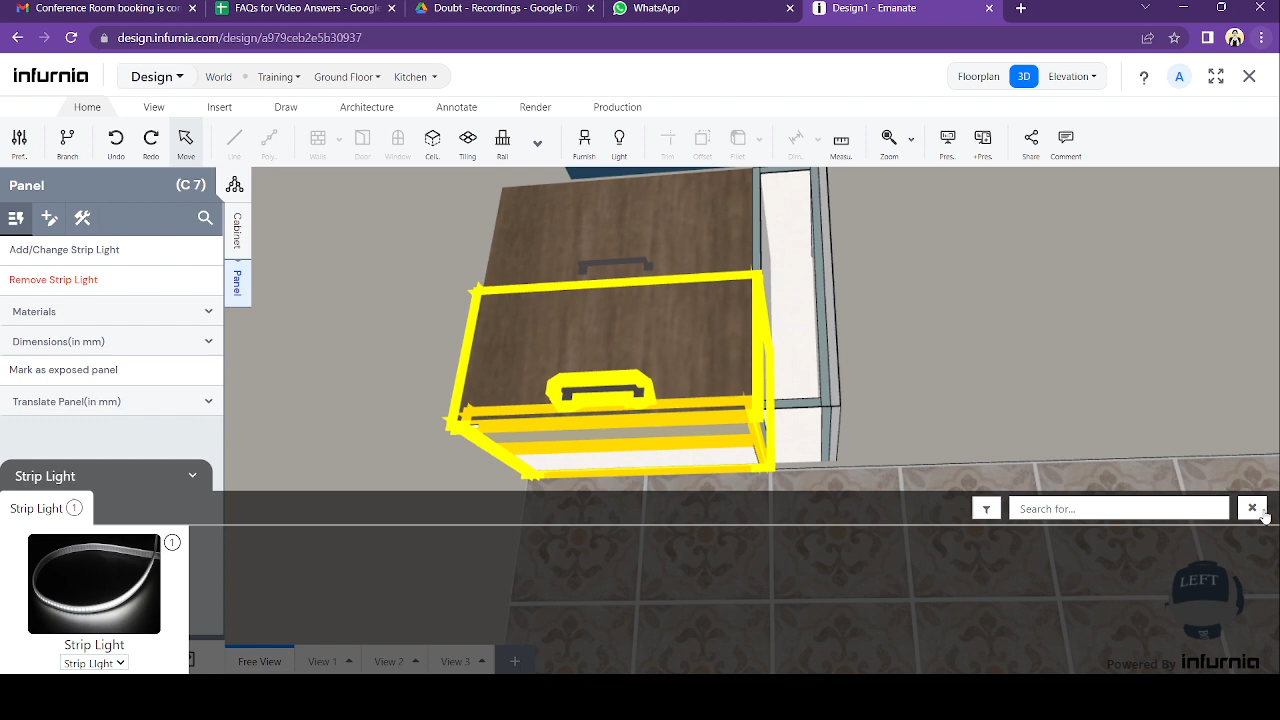 Conference Room booking is con
FAQs for Video Answers - Google
Doubt - Recordings - Google Dri
WhatsApp
Design1 - Emanate
design.infurnia.com/design/a979ceb2e5b30937
infurnia
Design
World
Training
Ground Floor
Kitchen
Floorplan
3D
Elevation
?
A
Home
View
Insert
Draw
Architecture
Annotate
Render
Production
Pref.
Branch
Undo
Redo
Move
Line
Poly..
Walls
Door
Window
Ceil.
Tiling
Rail
Furnish
Light
Trim
Offset
Fillet
Dim..
Measu.
Zoom
Pres..
+Pres.
Share
Comment
Panel
(C 7)
Cabinet
Panel
Add/Change Strip Light
Remove Strip Light
Materials
Dimensions(in mm)
Mark as exposed panel
Translate Panel(in mm)
Strip Light
Strip Light 1
Search for...
1
Strip Light
Strip Light
Free View
View 1
View 2
View 3
LEFT
Powered By infurnia